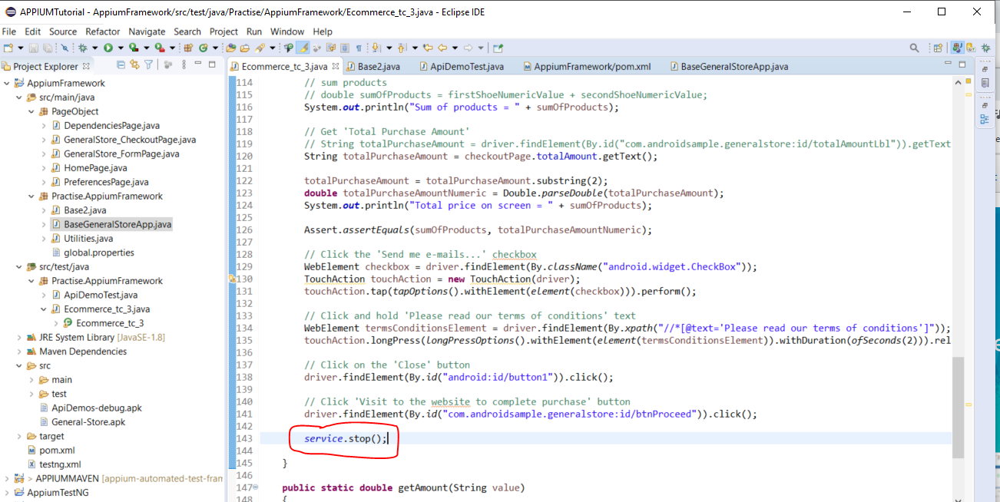 APPIUMTutorial - AppiumFramework/src/test/java/Practise/AppiumFramework/Ecommerce_tc_3.java - Eclipse IDE
File Edit Source Refactor Navigate Search Project Run Window Help
Project Explorer
AppiumFramework
src/main/java
PageObject
DependenciesPage.java
GeneralStore_CheckoutPage.java
GeneralStore_FormPage.java
HomePage.java
PreferencesPage.java
Practise.AppiumFramework
Base2.java
BaseGeneralStoreApp.java
Utilities.java
global.properties
src/test/java
Practise.AppiumFramework
ApiDemoTest.java
Ecommerce_tc_3.java
Ecommerce_tc_3
JRE System Library [JavaSE-1.8]
Maven Dependencies
src
main
test
ApiDemos-debug.apk
General-Store.apk
target
pom.xml
testng.xml
> APPIUMMAVEN [appium-automated-test-fram
AppiumTestNG
Ecommerce_tc_3.java Base2.java ApiDemoTest.java AppiumFramework/pom.xml BaseGeneralStoreApp.java
114 // sum products
115 // double sumOfProducts = firstShoeNumericValue + secondShoeNumericValue;
116 System.out.println("Sum of products = " + sumOfProducts);
117
118 // Get 'Total Purchase Amount'
119 // String totalPurchaseAmount = driver.findElement(By.id("com.androidsample.generalstore:id/totalAmountLbl")).getText
120 String totalPurchaseAmount = checkoutPage.totalAmount.getText();
121
122 totalPurchaseAmount = totalPurchaseAmount.substring(2);
123 double totalPurchaseAmountNumeric = Double.parseDouble(totalPurchaseAmount);
124 System.out.println("Total price on screen = " + sumOfProducts);
125
126 Assert.assertEquals(sumOfProducts, totalPurchaseAmountNumeric);
127
128 // Click the 'Send me e-mails...' checkbox
129 WebElement checkbox = driver.findElement(By.className("android.widget.CheckBox"));
130 TouchAction touchAction = new TouchAction(driver);
131 touchAction.tap(tapOptions().withElement(element(checkbox))).perform();
132
133 // Click and hold 'Please read our terms of conditions' text
134 WebElement termsConditionsElement = driver.findElement(By.xpath("//*[@text='Please read our terms of conditions']"));
135 touchAction.longPress(longPressOptions().withElement(element(termsConditionsElement)).withDuration(ofSeconds(2))).rel
136
137 // Click on the 'Close' button
138 driver.findElement(By.id("android:id/button1")).click();
139
140 // Click 'Visit to the website to complete purchase' button
141 driver.findElement(By.id("com.androidsample.generalstore:id/btnProceed")).click();
142
143 service.stop();
144
145 }
146
147 public static double getAmount(String value)
148 {